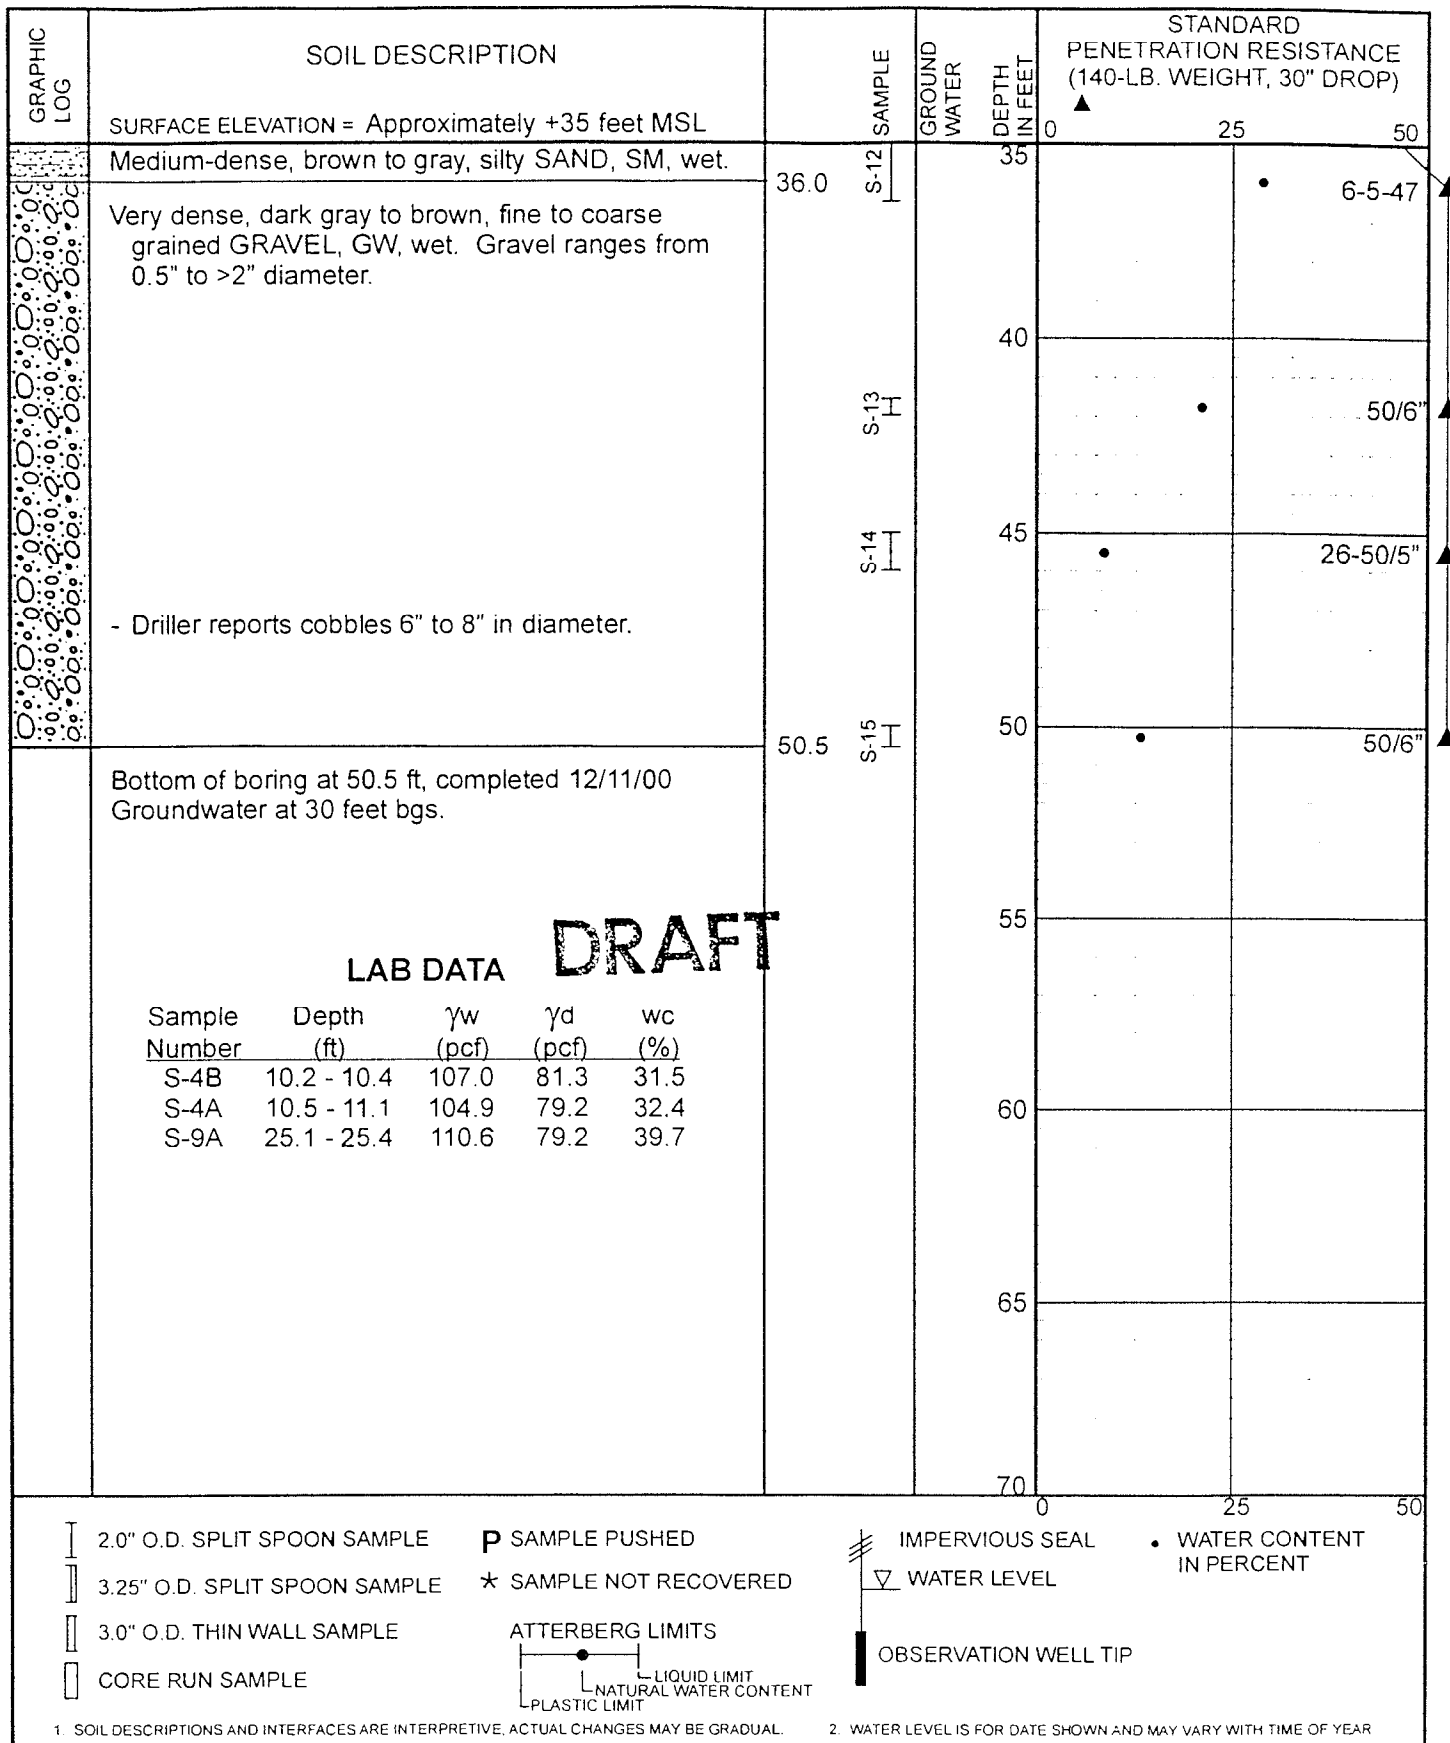 GRAPHIC LOG
SOIL DESCRIPTION
SURFACE ELEVATION = Approximately +35 feet MSL
SAMPLE
GROUND WATER
DEPTH IN FEET
STANDARD
PENETRATION RESISTANCE
(140-LB. WEIGHT, 30" DROP)
▲
0 25 50
Medium-dense, brown to gray, silty SAND, SM, wet.
36.0
S-12
35
6-5-47
Very dense, dark gray to brown, fine to coarse
grained GRAVEL, GW, wet. Gravel ranges from
0.5" to >2" diameter.
40
S-13
50/6"
45
S-14
26-50/5"
- Driller reports cobbles 6" to 8" in diameter.
50
S-15
50.5
50/6"
Bottom of boring at 50.5 ft, completed 12/11/00
Groundwater at 30 feet bgs.
55
DRAFT
LAB DATA
Sample Depth γw γd wc
Number (ft) (pcf) (pcf) (%)
S-4B 10.2 - 10.4 107.0 81.3 31.5
S-4A 10.5 - 11.1 104.9 79.2 32.4
S-9A 25.1 - 25.4 110.6 79.2 39.7
60
65
70
0 25 50
2.0" O.D. SPLIT SPOON SAMPLE
3.25" O.D. SPLIT SPOON SAMPLE
3.0" O.D. THIN WALL SAMPLE
CORE RUN SAMPLE
P SAMPLE PUSHED
* SAMPLE NOT RECOVERED
ATTERBERG LIMITS
LIQUID LIMIT
NATURAL WATER CONTENT
PLASTIC LIMIT
IMPERVIOUS SEAL
WATER LEVEL
OBSERVATION WELL TIP
• WATER CONTENT
IN PERCENT
1. SOIL DESCRIPTIONS AND INTERFACES ARE INTERPRETIVE, ACTUAL CHANGES MAY BE GRADUAL.
2. WATER LEVEL IS FOR DATE SHOWN AND MAY VARY WITH TIME OF YEAR